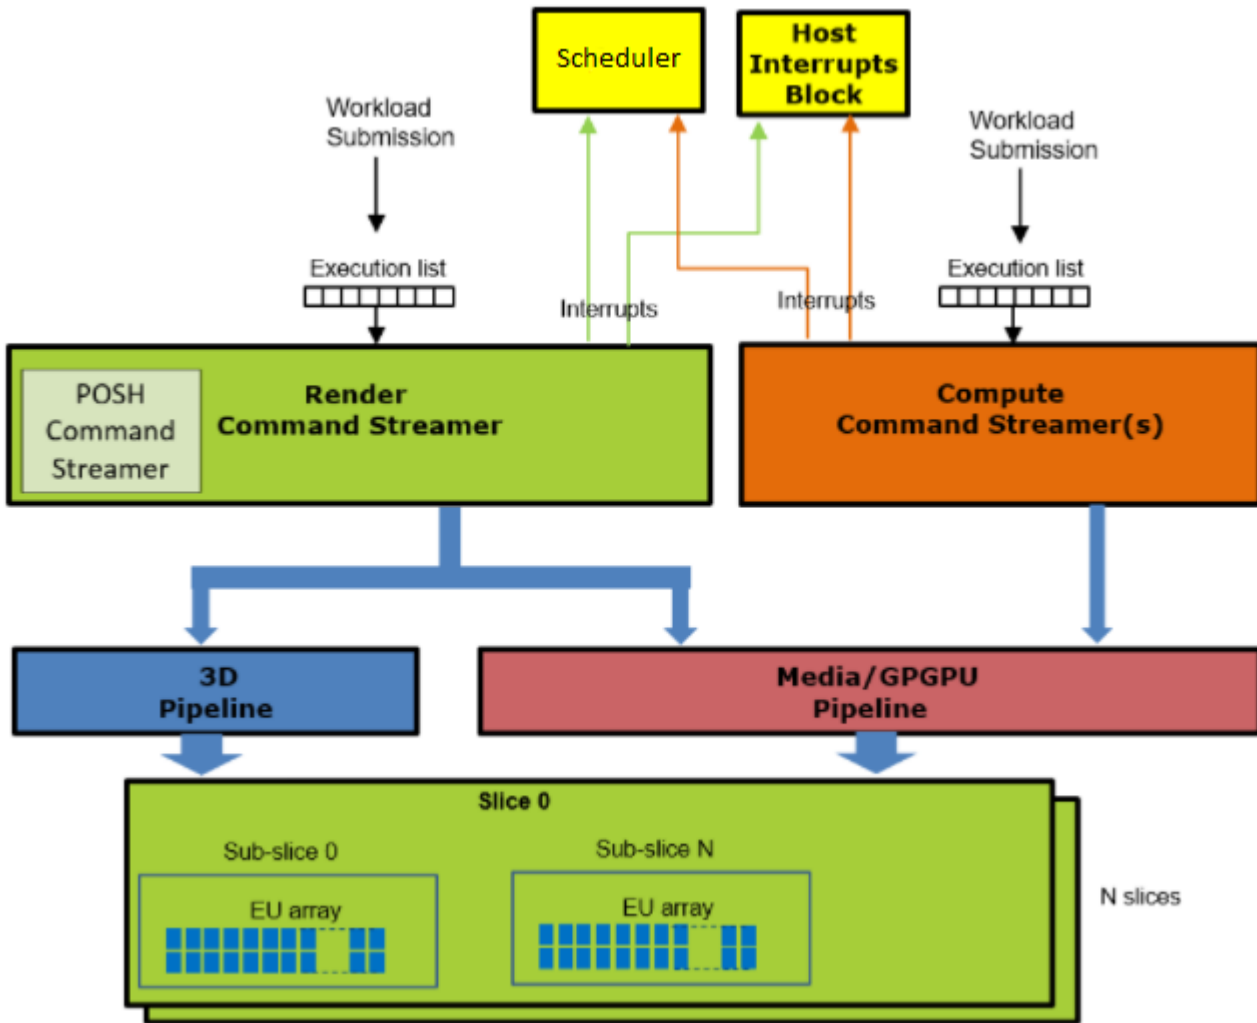 Scheduler
Host
Interrupts
Block
Workload
Submission
Workload
Submission
Execution list
Interrupts
Interrupts
Execution list
POSH
Command
Streamer
Render
Command Streamer
Compute
Command Streamer(s)
3D
Pipeline
Media/GPGPU
Pipeline
Slice 0
Sub-slice 0
Sub-slice N
EU array
EU array
N slices